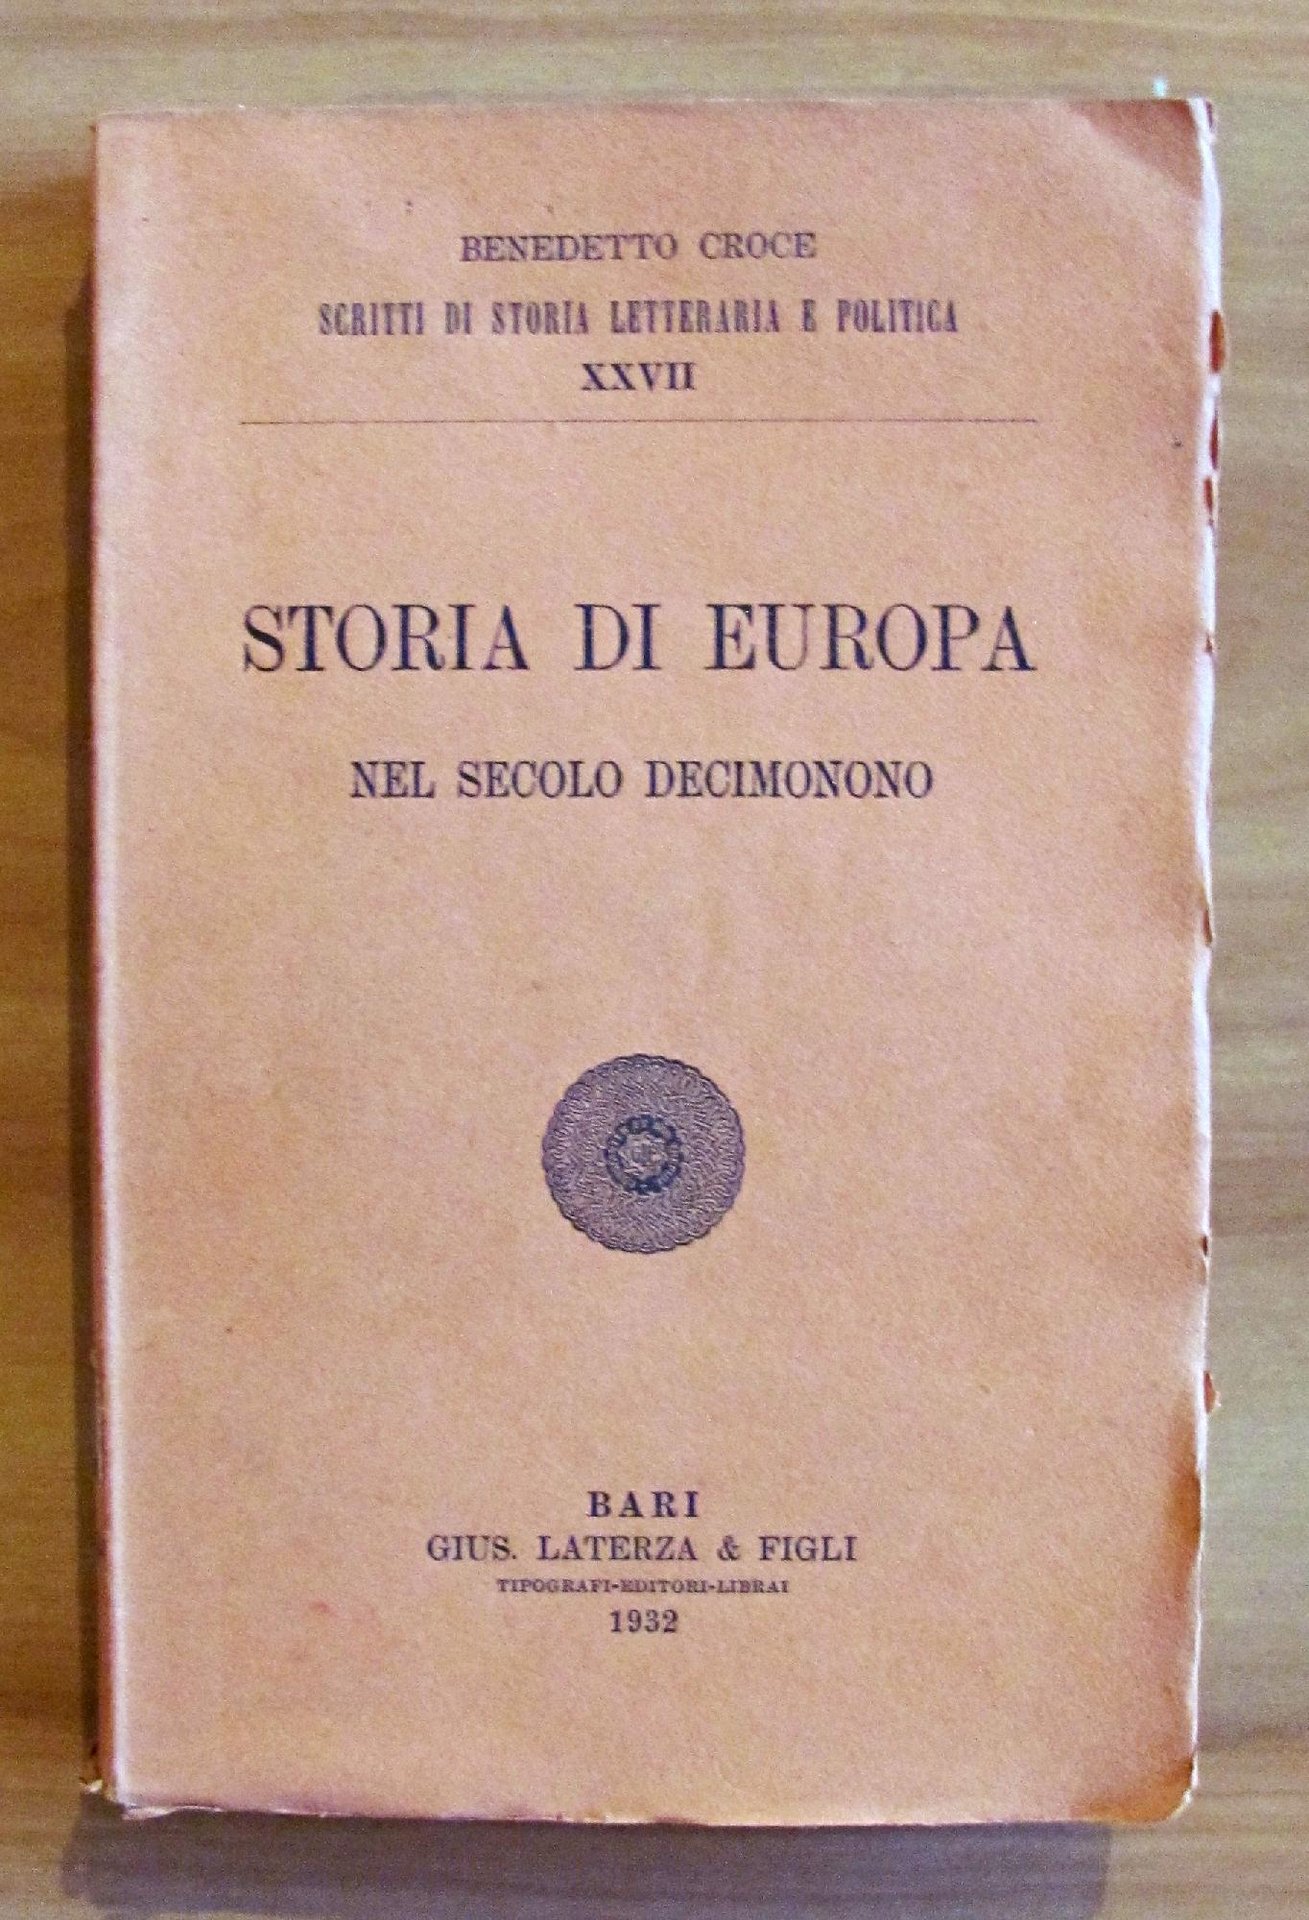 BENEDETTO CROCE
SCRITTI DI STORIA LETTERARIA E POLITICA
XXVII
STORIA DI EUROPA
NEL SECOLO DECIMONONO
BARI
GIUS. LATERZA & FIGLI
TIPOGRAFI-EDITORI-LIBRAI
1932